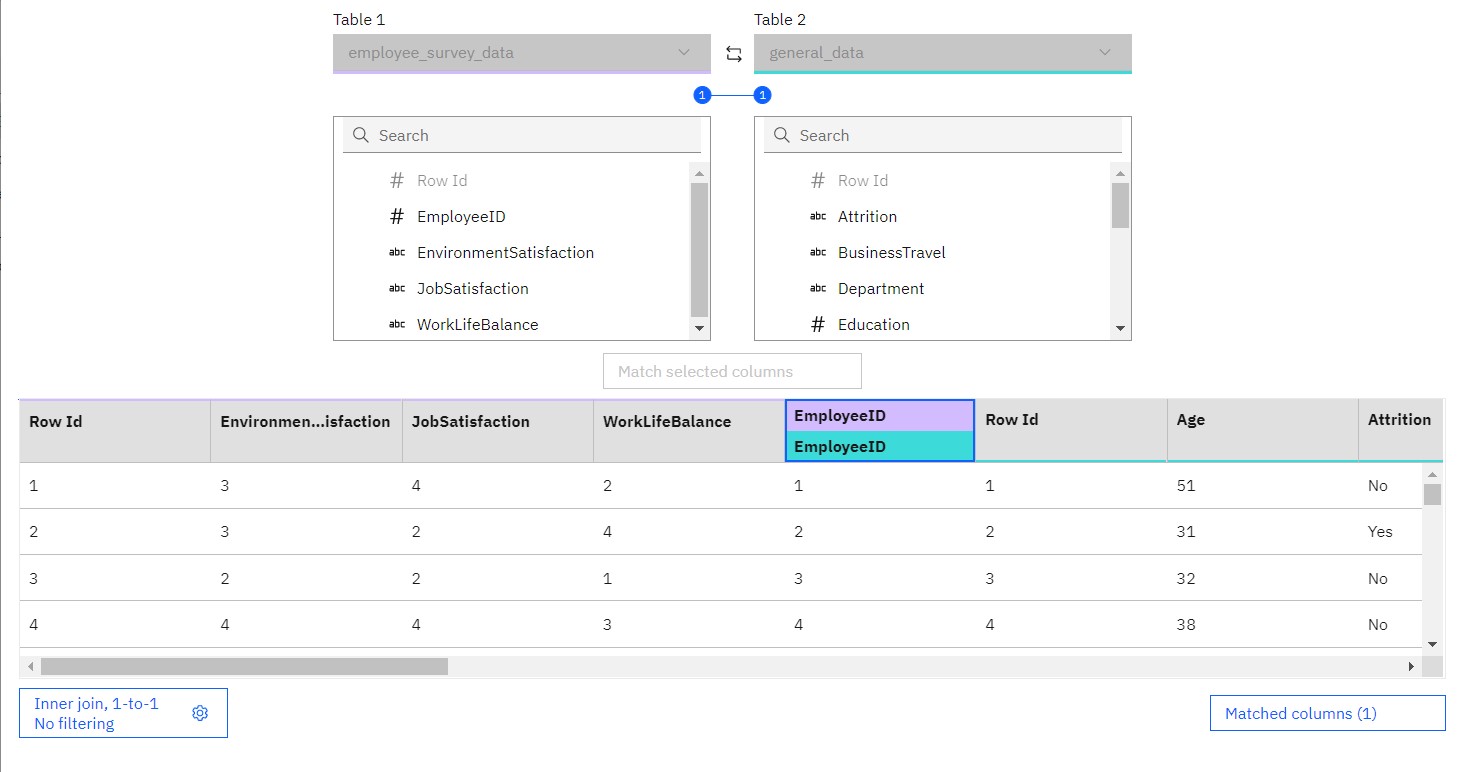 Table 1
Table 2
employee_survey_data
general_data
1
1
Search
Search
# Row Id
# Row Id
# EmployeeID
abc Attrition
abc EnvironmentSatisfaction
abc BusinessTravel
abc JobSatisfaction
abc Department
abc WorkLifeBalance
# Education
Match selected columns
Row Id Environmen...isfaction JobSatisfaction WorkLifeBalance EmployeeID EmployeeID Row Id Age Attrition
1 3 4 2 1 1 51 No
2 3 2 4 2 2 31 Yes
3 2 2 1 3 3 32 No
4 4 4 3 4 4 38 No
Inner join, 1-to-1
No filtering
Matched columns (1)